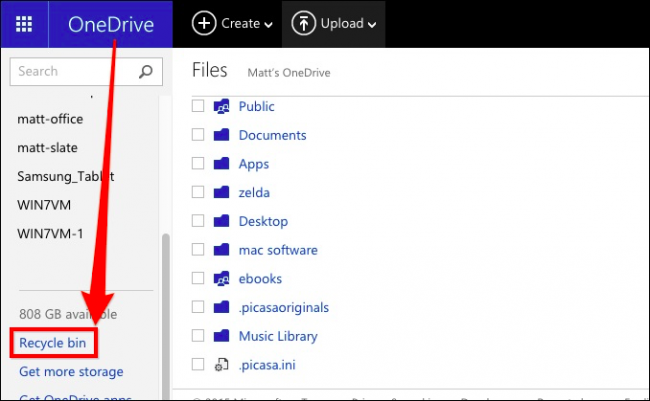 OneDrive
Create
Upload
Search
matt-office
matt-slate
Samsung_Tablet
WIN7VM
WIN7VM-1
808 GB available
Recycle bin
Get more storage
Get OneDrive apps
Files Matt's OneDrive
Public
Documents
Apps
zelda
Desktop
mac software
ebooks
.picasaoriginals
Music Library
.picasa.ini
© 2015 Microsoft